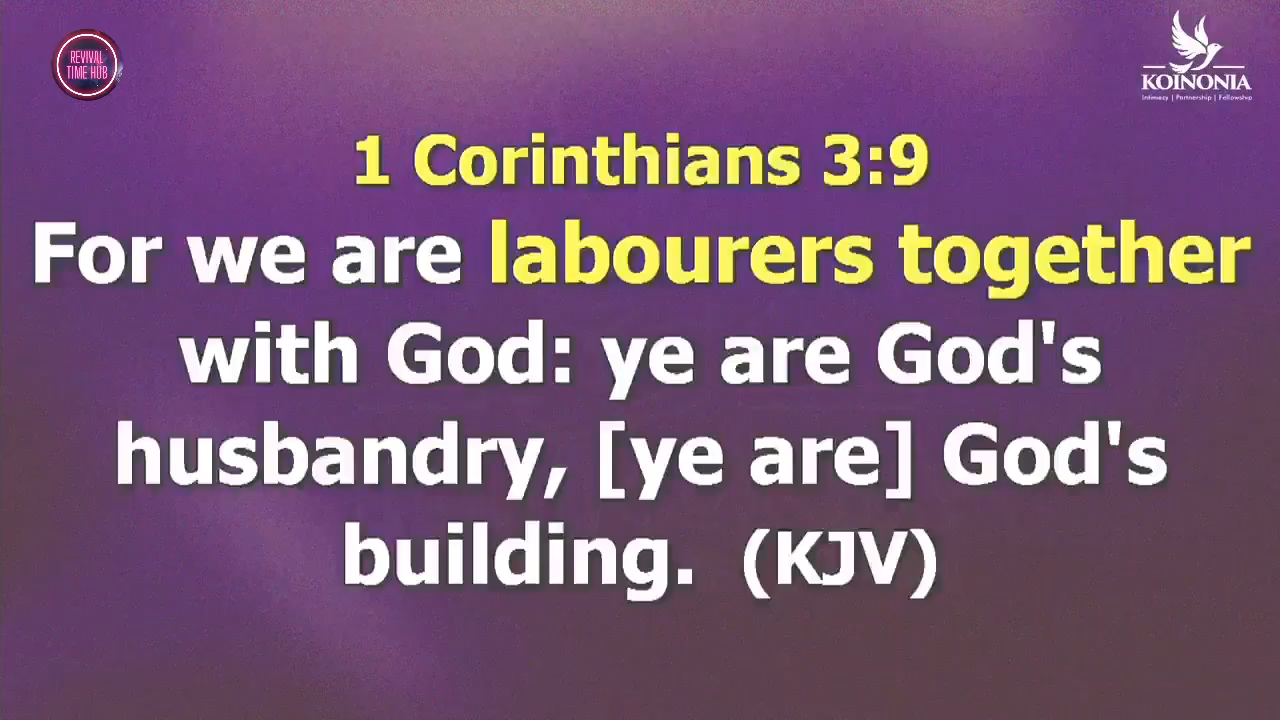 REVIVAL
TIME HUB
KOINONIA
Intimacy | Partnership | Fellowship
1 Corinthians 3:9
For we are labourers together
with God: ye are God's
husbandry, [ye are] God's
building. (KJV)